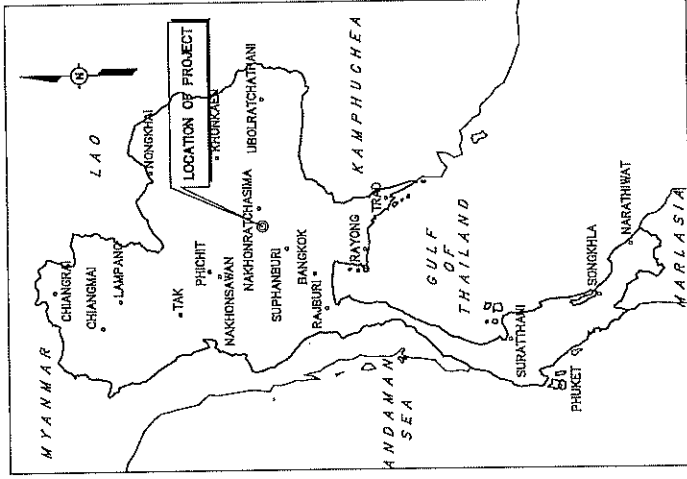 MYANMAR
LAO
N
CHIANGRAI
CHIANGMAI
LAMPANG
NONGKHAI
LOCATION OF PROJECT
TAK
PHICHIT
KHONKAEN
NAKHONSAWAN
NAKHONRATCHASIMA
UBOLRATCHATHANI
SUPHANBURI
BANGKOK
RAJBURI
KAMPHUCHEA
RAYONG
TRAD
ANDAMAN
SEA
GULF
OF
THAILAND
SURATTHANI
PHUKET
SONGKHLA
NARATHIWAT
MARLASIA